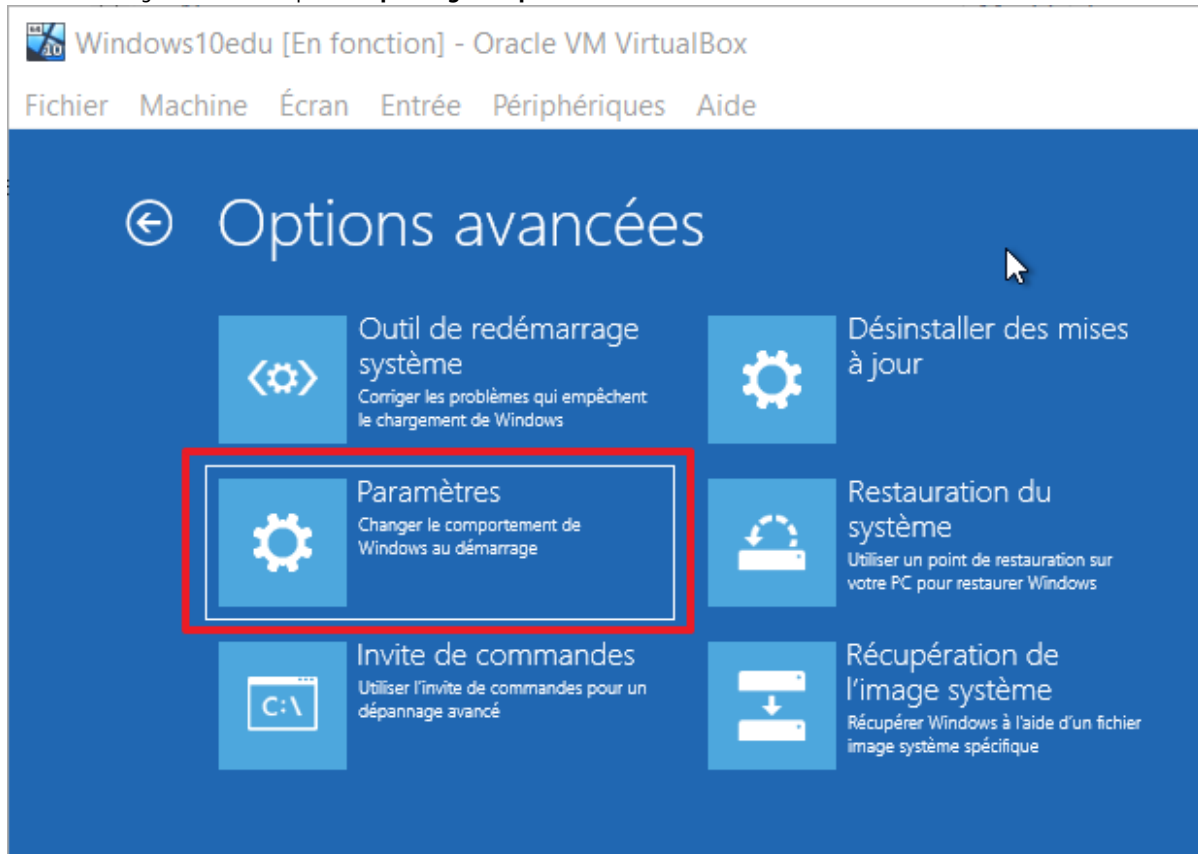 Windows10edu [En fonction] - Oracle VM VirtualBox
Fichier Machine Écran Entrée Périphériques Aide
Options avancées
Outil de redémarrage
système
Corriger les problèmes qui empêchent
le chargement de Windows
Désinstaller des mises
à jour
Paramètres
Changer le comportement de
Windows au démarrage
Restauration du
système
Utiliser un point de restauration sur
votre PC pour restaurer Windows
Invite de commandes
Utiliser l'invite de commandes pour un
dépannage avancé
C:\
Récupération de
l'image système
Récupérer Windows à l'aide d'un fichier
image système spécifique